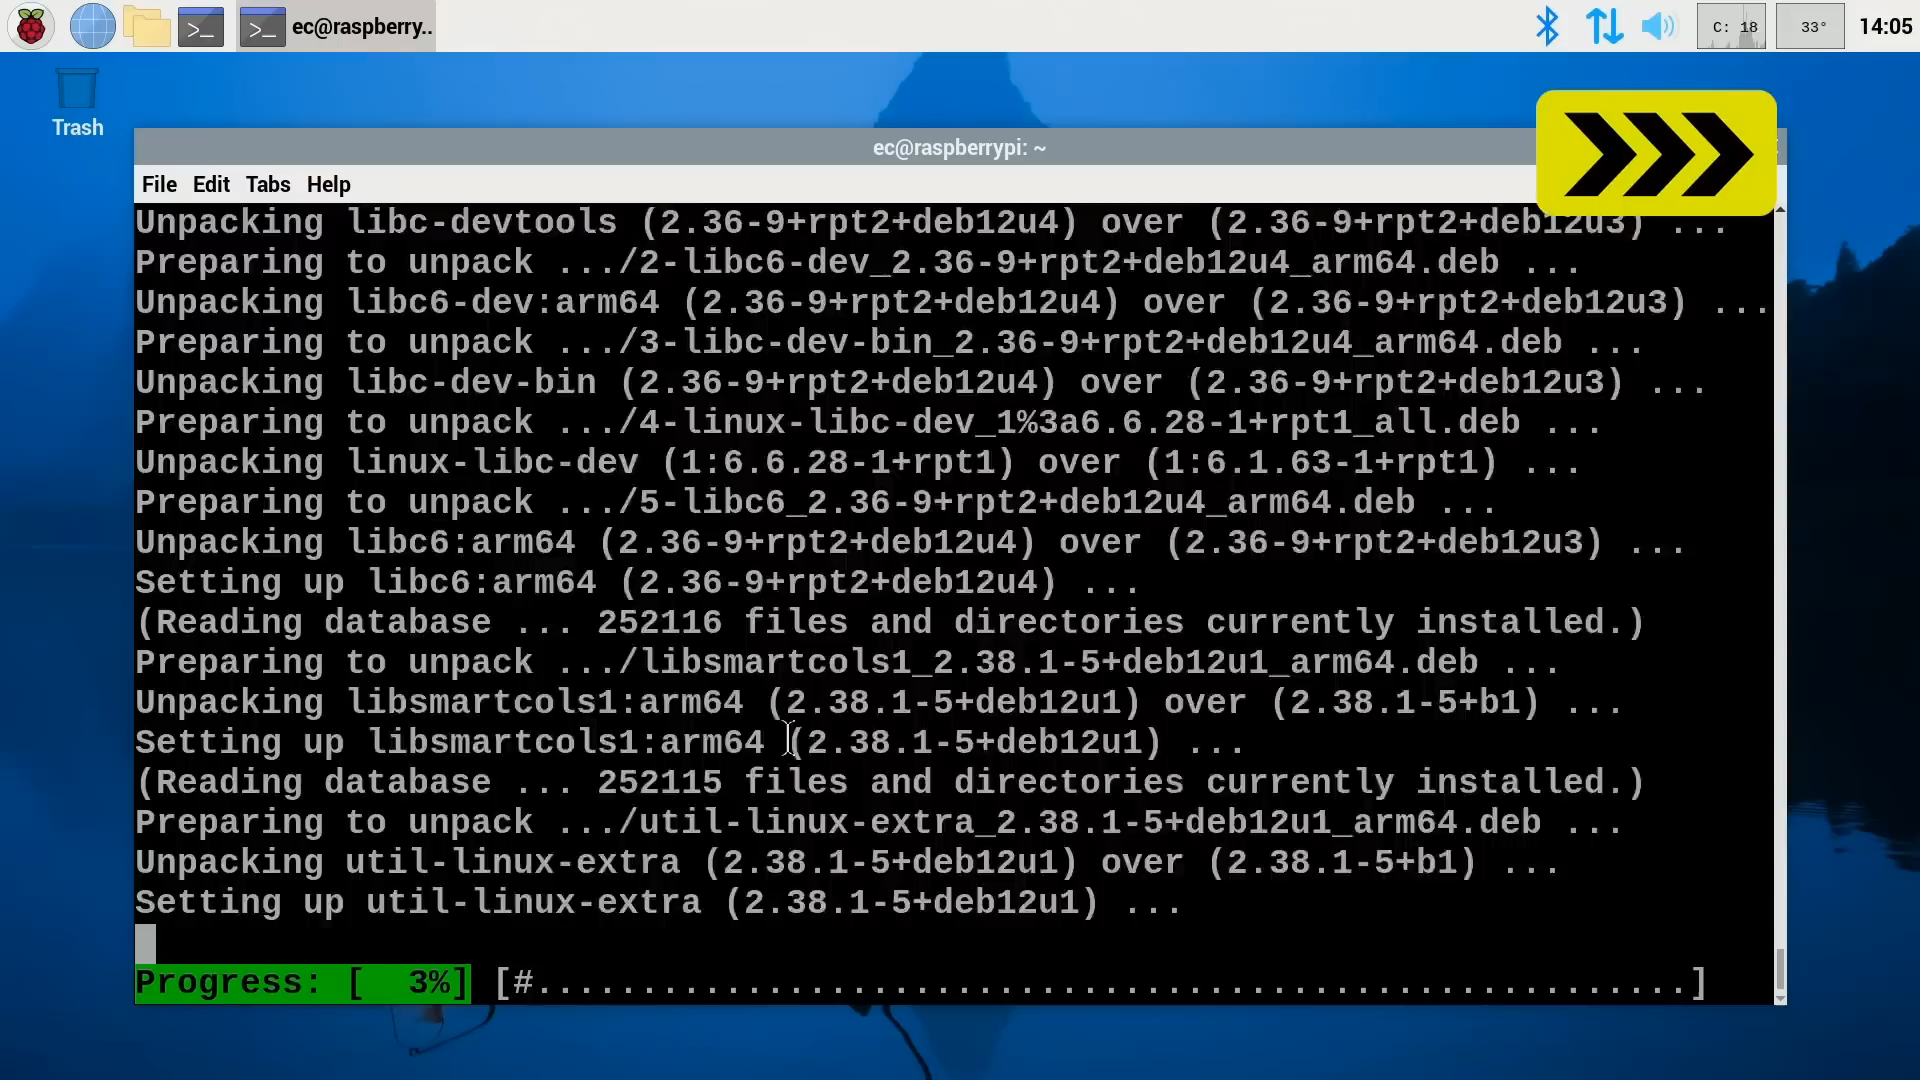 ec@raspberry..
C: 18
33°
14:05
Trash
ec@raspberrypi: ~
File Edit Tabs Help
Unpacking libc-devtools (2.36-9+rpt2+deb12u4) over (2.36-9+rpt2+deb12u3) ...
Preparing to unpack .../2-libc6-dev_2.36-9+rpt2+deb12u4_arm64.deb ...
Unpacking libc6-dev:arm64 (2.36-9+rpt2+deb12u4) over (2.36-9+rpt2+deb12u3) ...
Preparing to unpack .../3-libc-dev-bin_2.36-9+rpt2+deb12u4_arm64.deb ...
Unpacking libc-dev-bin (2.36-9+rpt2+deb12u4) over (2.36-9+rpt2+deb12u3) ...
Preparing to unpack .../4-linux-libc-dev_1%3a6.6.28-1+rpt1_all.deb ...
Unpacking linux-libc-dev (1:6.6.28-1+rpt1) over (1:6.1.63-1+rpt1) ...
Preparing to unpack .../5-libc6_2.36-9+rpt2+deb12u4_arm64.deb ...
Unpacking libc6:arm64 (2.36-9+rpt2+deb12u4) over (2.36-9+rpt2+deb12u3) ...
Setting up libc6:arm64 (2.36-9+rpt2+deb12u4) ...
(Reading database ... 252116 files and directories currently installed.)
Preparing to unpack .../libsmartcols1_2.38.1-5+deb12u1_arm64.deb ...
Unpacking libsmartcols1:arm64 (2.38.1-5+deb12u1) over (2.38.1-5+b1) ...
Setting up libsmartcols1:arm64 (2.38.1-5+deb12u1) ...
(Reading database ... 252115 files and directories currently installed.)
Preparing to unpack .../util-linux-extra_2.38.1-5+deb12u1_arm64.deb ...
Unpacking util-linux-extra (2.38.1-5+deb12u1) over (2.38.1-5+b1) ...
Setting up util-linux-extra (2.38.1-5+deb12u1) ...
Progress: [  3%] [#.......................................................]